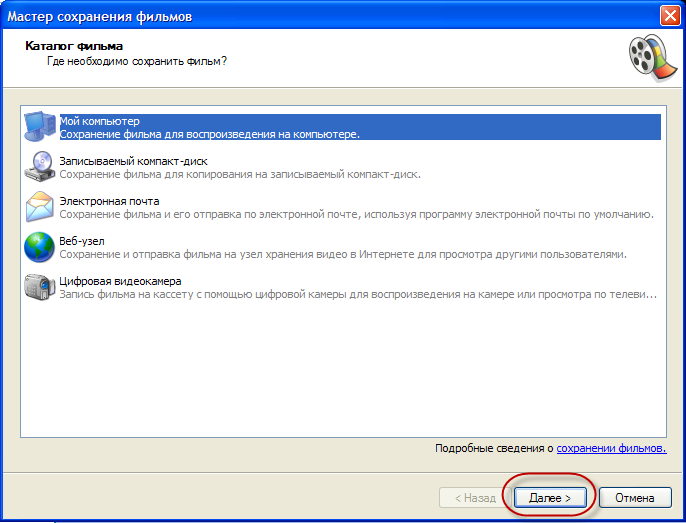 Мастер сохранения фильмов
Каталог фильма
Где необходимо сохранить фильм?
Мой компьютер
Сохранение фильма для воспроизведения на компьютере.
Записываемый компакт-диск
Сохранение фильма для копирования на записываемый компакт-диск.
Электронная почта
Сохранение фильма и его отправка по электронной почте, используя программу электронной почты по умолчанию.
Веб-узел
Сохранение и отправка фильма на узел хранения видео в Интернете для просмотра другими пользователями.
Цифровая видеокамера
Запись фильма на кассету с помощью цифровой камеры для воспроизведения на камере или просмотра по телеви...
Подробные сведения о сохранении фильмов.
< Назад
Далее >
Отмена